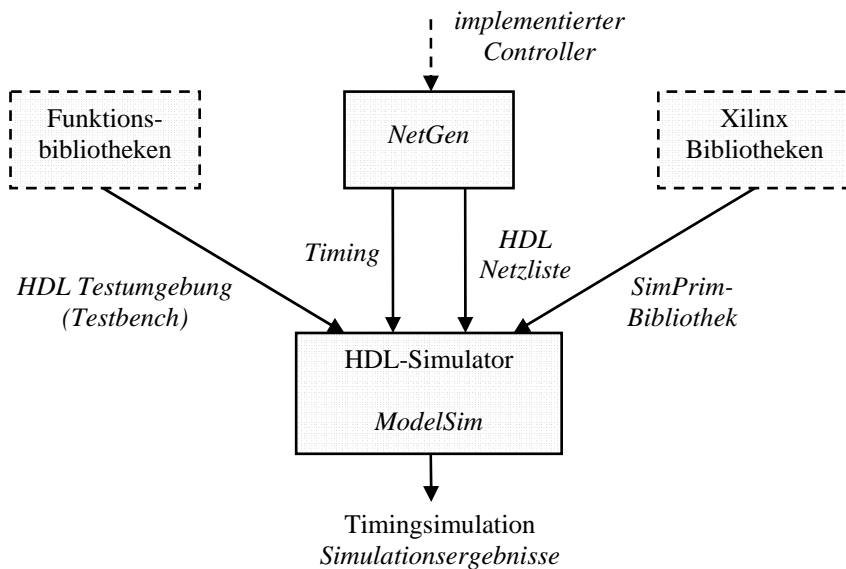 implementierter
Controller
Funktions-
bibliotheken
NetGen
Xilinx
Bibliotheken
Timing
HDL
Netzliste
HDL Testumgebung
(Testbench)
SimPrim-
Bibliothek
HDL-Simulator
ModelSim
Timingsimulation
Simulationsergebnisse